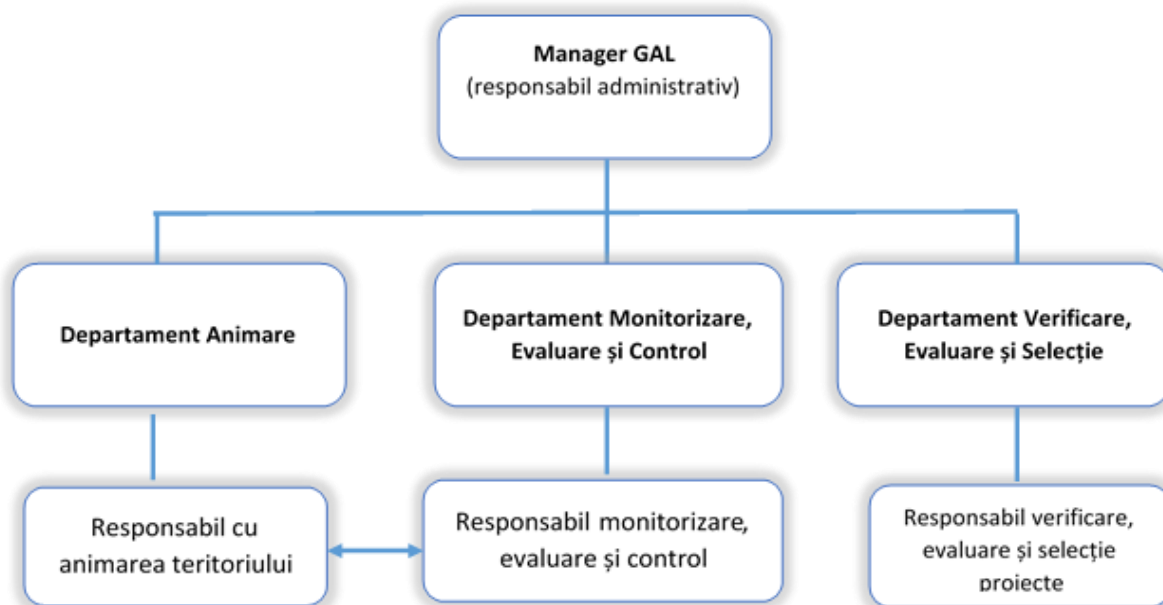 Manager GAL
(responsabil administrativ)
Departament Animare
Departament Monitorizare,
Evaluare și Control
Departament Verificare,
Evaluare și Selecție
Responsabil cu
animarea teritoriului
Responsabil monitorizare,
evaluare și control
Responsabil verificare,
evaluare și selecție
proiecte